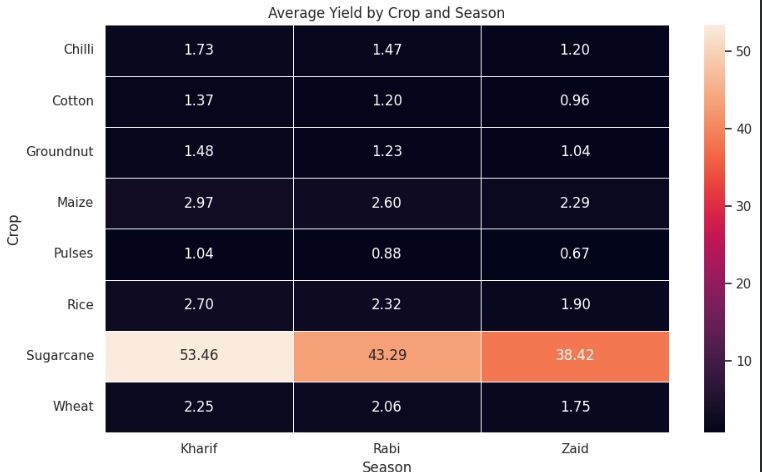 Average Yield by Crop and Season
Chilli 1.73 1.47 1.20
Cotton 1.37 1.20 0.96
Groundnut 1.48 1.23 1.04
Maize 2.97 2.60 2.29
Pulses 1.04 0.88 0.67
Rice 2.70 2.32 1.90
Sugarcane 53.46 43.29 38.42
Wheat 2.25 2.06 1.75
Kharif Rabi Zaid
Season
Crop
50
40
30
20
10